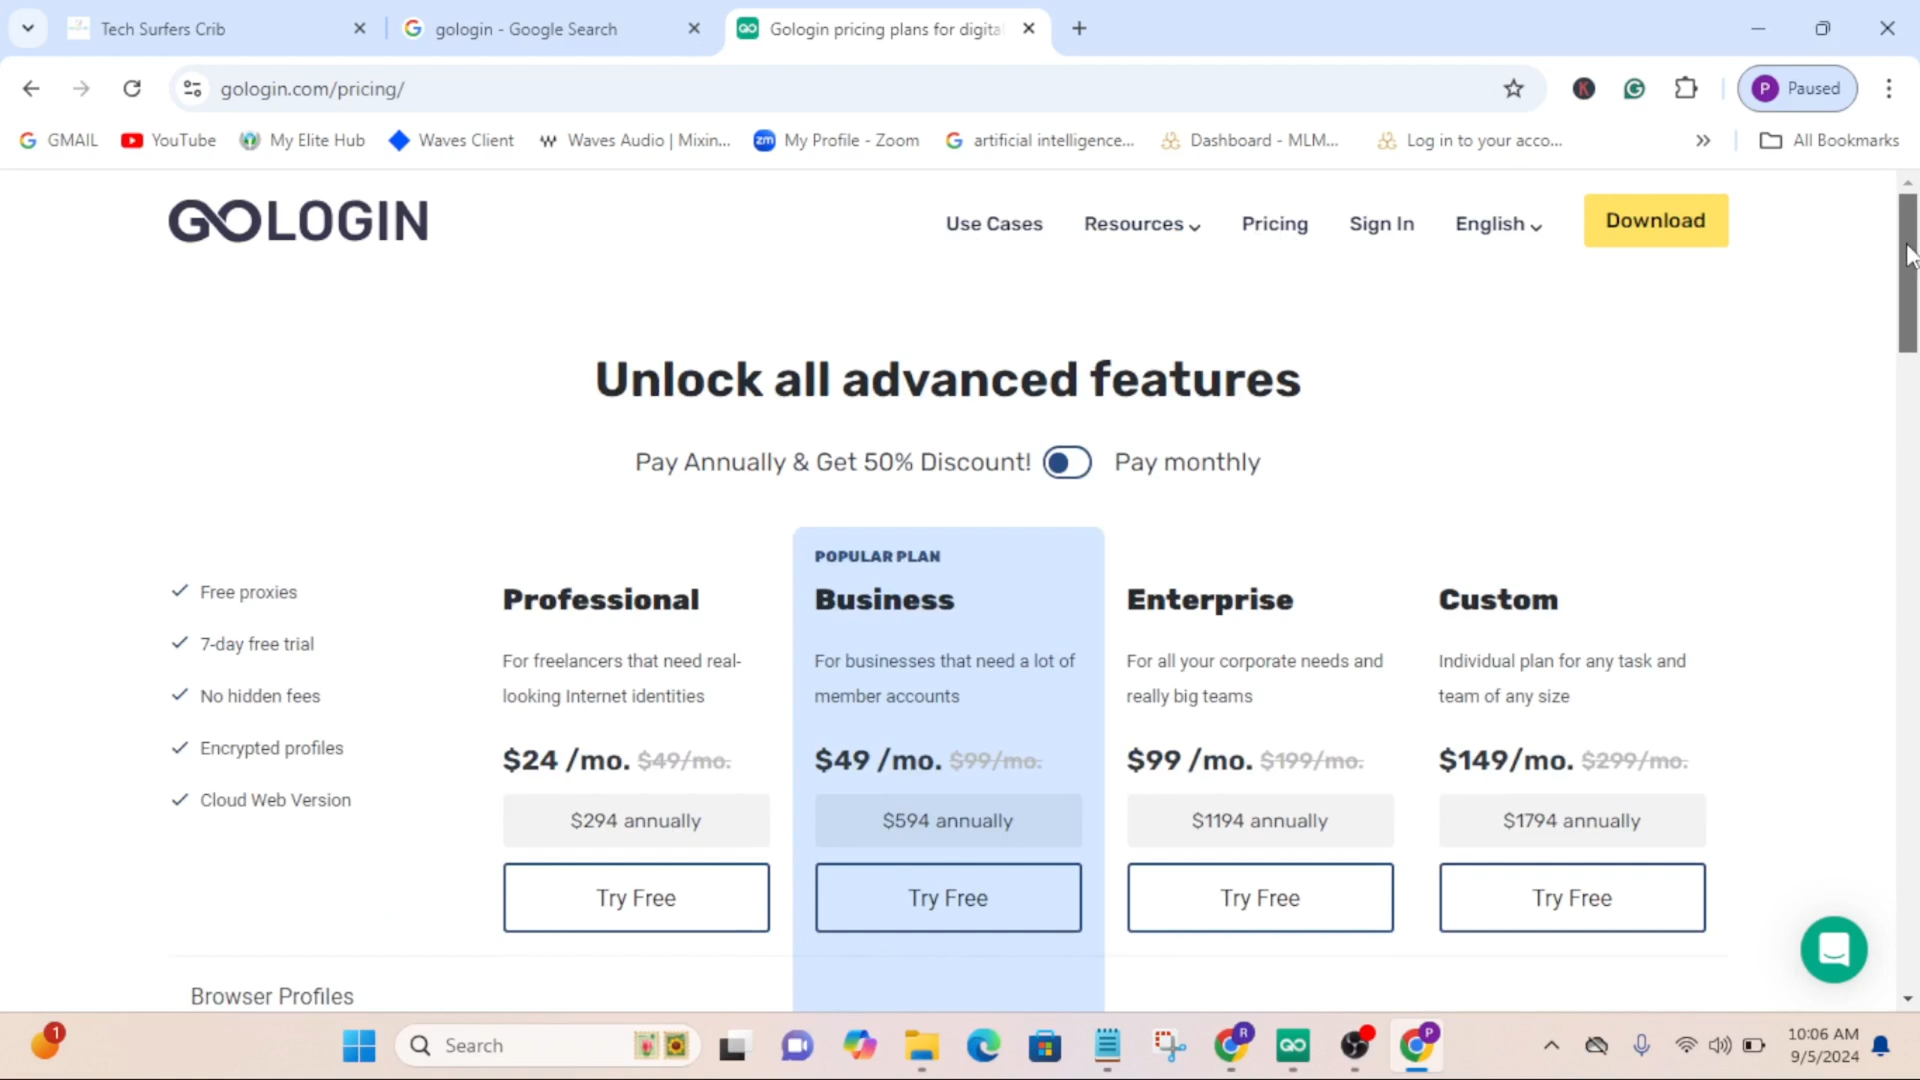 Tech Surfers Crib
gologin - Google Search
Gologin pricing plans for digita
gologin.com/pricing/
P Paused
GMAIL
YouTube
My Elite Hub
Waves Client
Waves Audio | Mixin...
zm My Profile - Zoom
artificial intelligence...
Dashboard - MLM...
Log in to your acco...
All Bookmarks
GOLOGIN
Use Cases
Resources
Pricing
Sign In
English
Download
Unlock all advanced features
Pay Annually & Get 50% Discount!
Pay monthly
Free proxies
7-day free trial
No hidden fees
Encrypted profiles
Cloud Web Version
Professional
For freelancers that need real-
looking Internet identities
$24 /mo. $49/mo.
$294 annually
Try Free
POPULAR PLAN
Business
For businesses that need a lot of
member accounts
$49 /mo. $99/mo.
$594 annually
Try Free
Enterprise
For all your corporate needs and
really big teams
$99 /mo. $199/mo.
$1194 annually
Try Free
Custom
Individual plan for any task and
team of any size
$149/mo. $299/mo.
$1794 annually
Try Free
Browser Profiles
1
Search
R
P
10:06 AM
9/5/2024